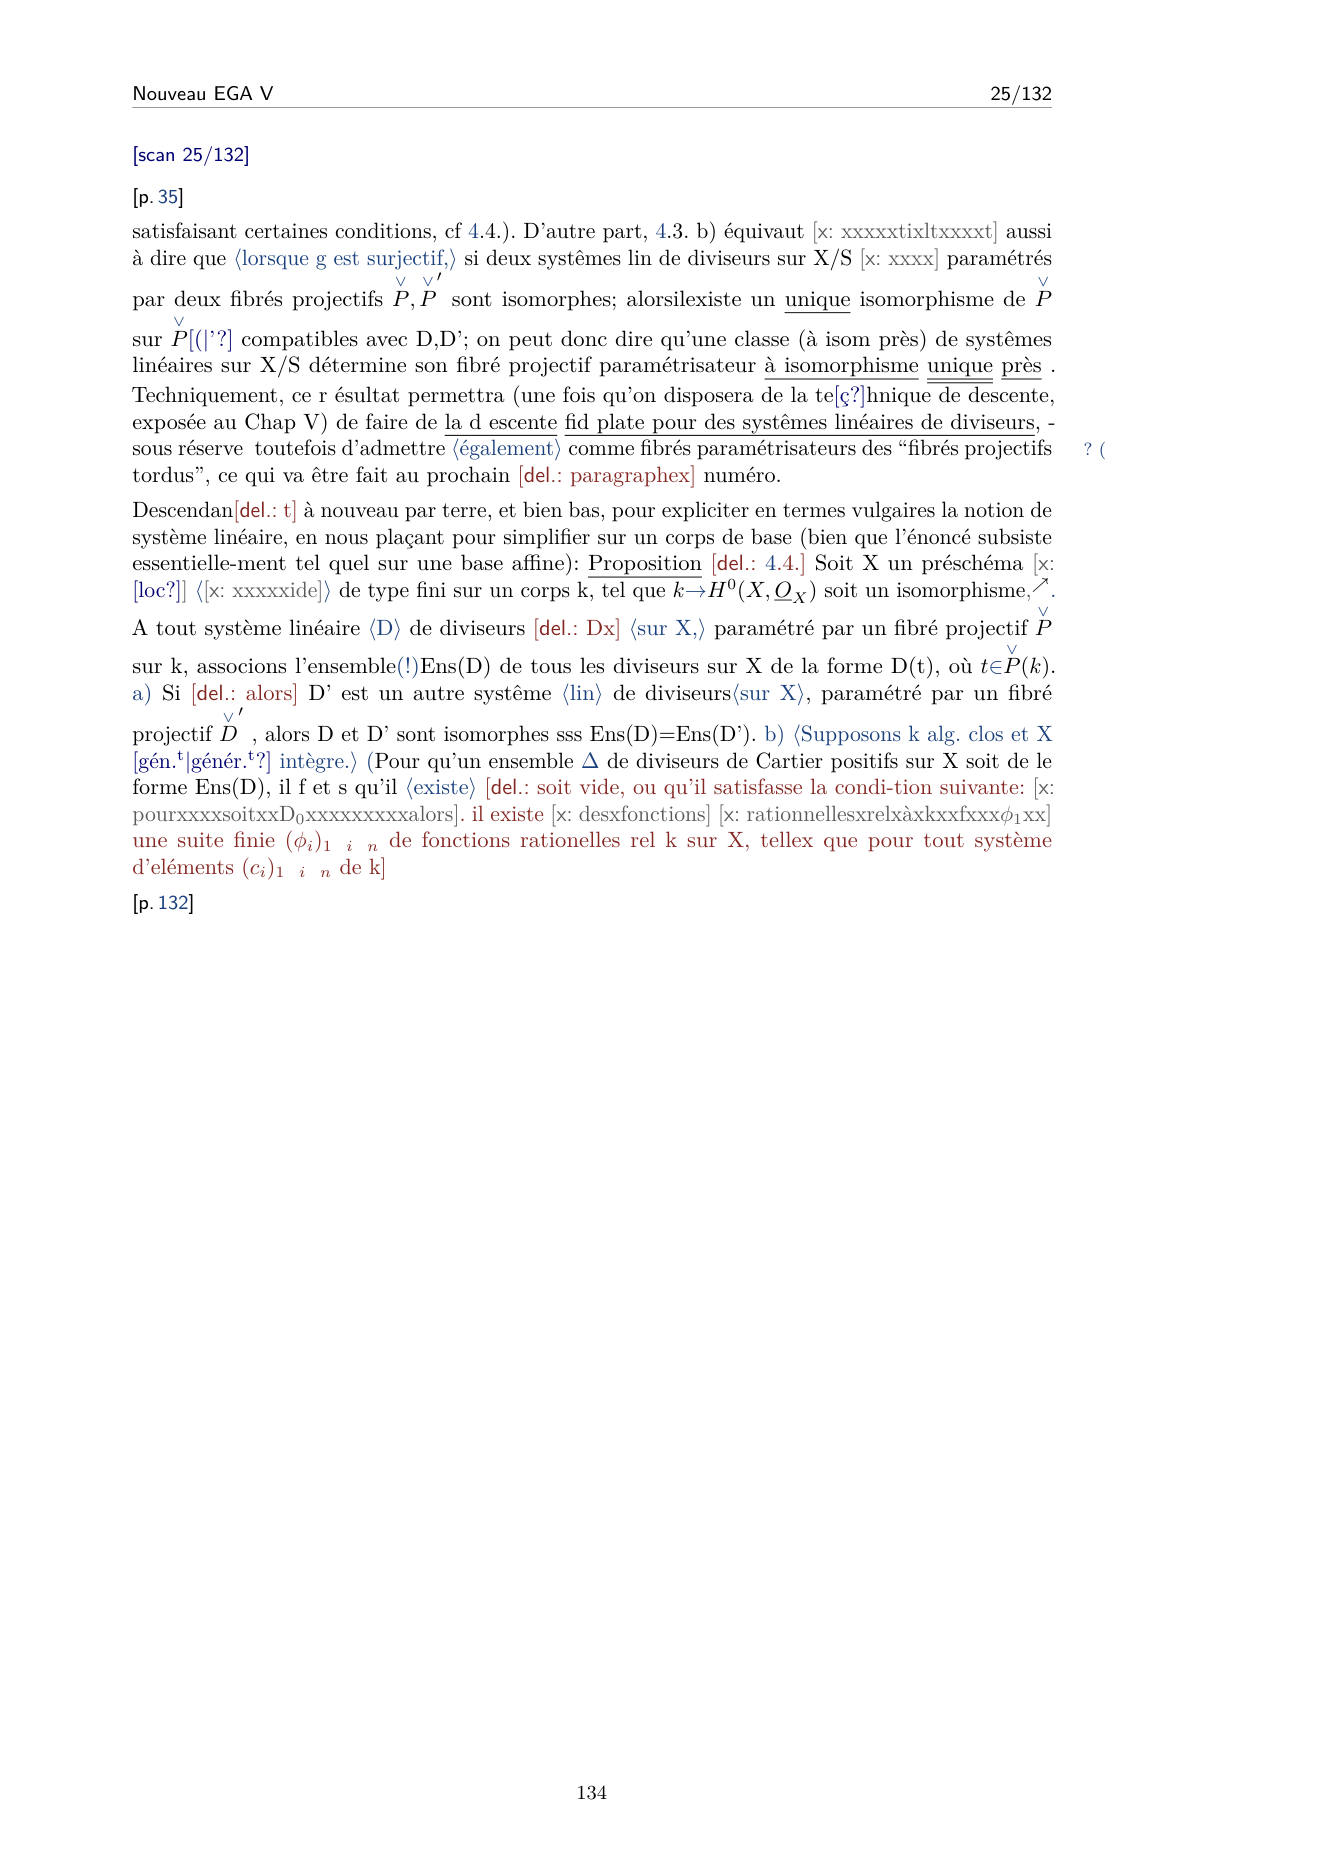 Nouveau EGA V 25/132
[scan 25/132]
[p. 35]
satisfaisant certaines conditions, cf 4.4.). D’autre part, 4.3. b) équivaut [x: xxxxxtixltxxxxt] aussi
à dire que ⟨lorsque g est surjectif,⟩ si deux systêmes lin de diviseurs sur X/S [x: xxxx] paramétrés
par deux fibrés projectifs P̌, P̌′ sont isomorphes; alorsilexiste un unique isomorphisme de P̌
sur P̌[(|’?] compatibles avec D,D’; on peut donc dire qu’une classe (à isom près) de systêmes
linéaires sur X/S détermine son fibré projectif paramétrisateur à isomorphisme unique près .
Techniquement, ce r ésultat permettra (une fois qu’on disposera de la te[ç?]hnique de descente,
exposée au Chap V) de faire de la d escente fid plate pour des systêmes linéaires de diviseurs, -
sous réserve toutefois d’admettre ⟨également⟩ comme fibrés paramétrisateurs des “fibrés projectifs ? (
tordus”, ce qui va être fait au prochain [del.: paragraphex] numéro.
Descendan[del.: t] à nouveau par terre, et bien bas, pour expliciter en termes vulgaires la notion de
système linéaire, en nous plaçant pour simplifier sur un corps de base (bien que l’énoncé subsiste
essentielle-ment tel quel sur une base affine): Proposition [del.: 4.4.] Soit X un préschéma [x:
[loc?]] ⟨[x: xxxxxide]⟩ de type fini sur un corps k, tel que k→H⁰(X, O_X) soit un isomorphisme,↗.
A tout système linéaire ⟨D⟩ de diviseurs [del.: Dx] ⟨sur X,⟩ paramétré par un fibré projectif P̌
sur k, associons l’ensemble(!)Ens(D) de tous les diviseurs sur X de la forme D(t), où t∈P̌(k).
a) Si [del.: alors] D’ est un autre systême ⟨lin⟩ de diviseurs⟨sur X⟩, paramétré par un fibré
projectif Ď′ , alors D et D’ sont isomorphes sss Ens(D)=Ens(D’). b) ⟨Supposons k alg. clos et X
[gén.ᵗ|génér.ᵗ?] intègre.⟩ (Pour qu’un ensemble Δ de diviseurs de Cartier positifs sur X soit de le
forme Ens(D), il f et s qu’il ⟨existe⟩ [del.: soit vide, ou qu’il satisfasse la condi-tion suivante: [x:
pourxxxxsoitxxD₀xxxxxxxxxalors]. il existe [x: desxfonctions] [x: rationnellesxrelxàxkxxfxxxϕ₁xx]
une suite finie (ϕᵢ)₁ ᵢ ₙ de fonctions rationelles rel k sur X, tellex que pour tout système
d’eléments (cᵢ)₁ ᵢ ₙ de k]
[p. 132]
134